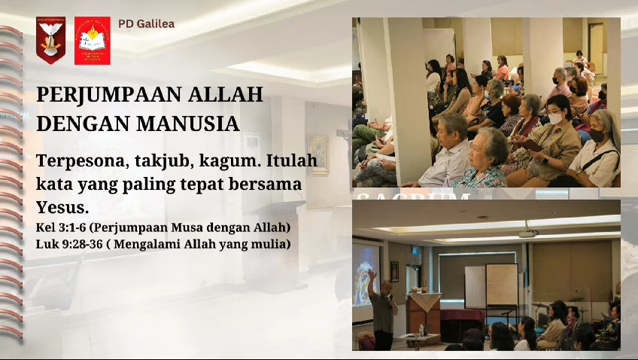 PD Galilea
PERJUMPAAN ALLAH
DENGAN MANUSIA
Terpesona, takjub, kagum. Itulah
kata yang paling tepat bersama
Yesus.
Kel 3:1-6 (Perjumpaan Musa dengan Allah)
Luk 9:28-36 ( Mengalami Allah yang mulia)